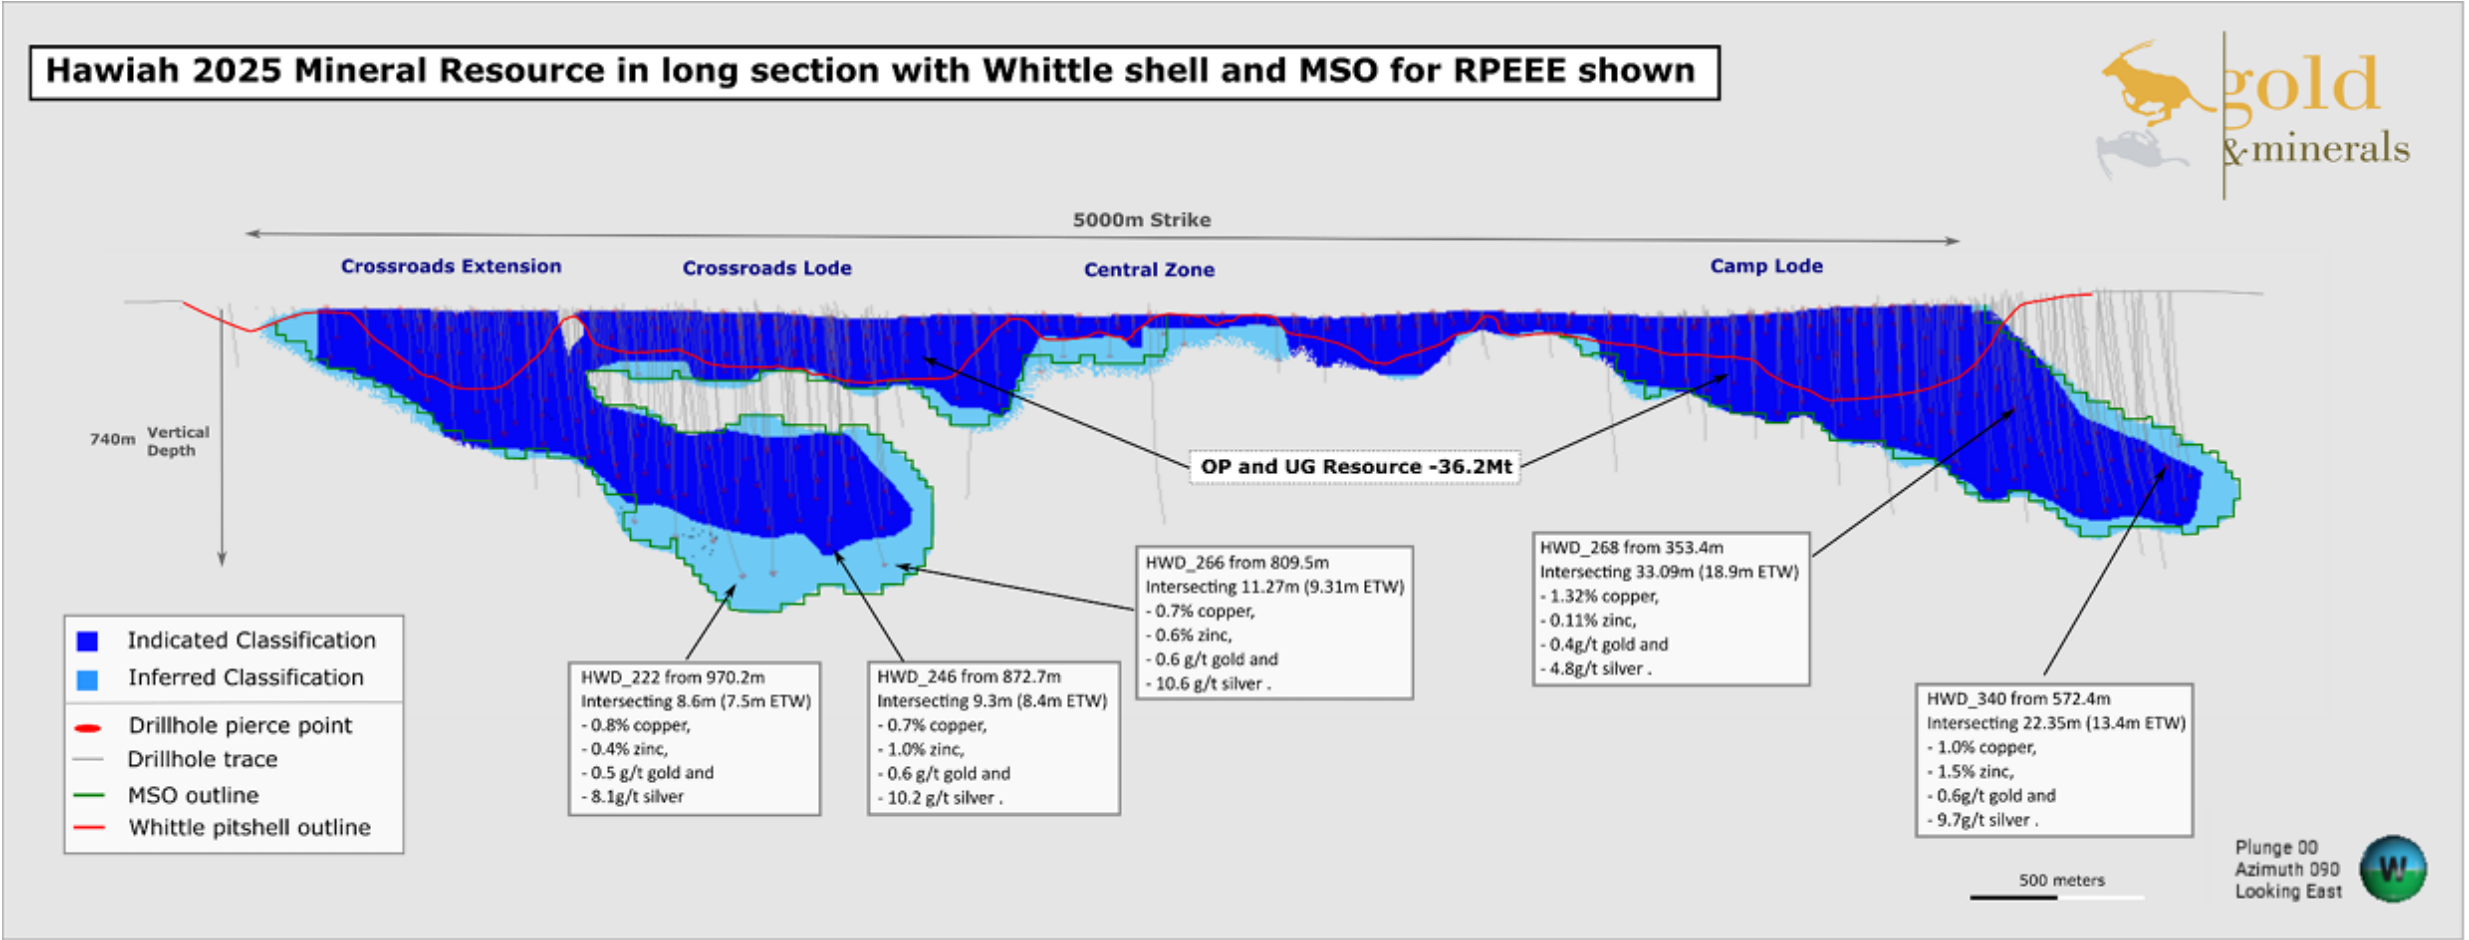 Hawiah 2025 Mineral Resource in long section with Whittle shell and MSO for RPEEE shown
gold
&minerals
5000m Strike
Crossroads Extension
Crossroads Lode
Central Zone
Camp Lode
740m Vertical
Depth
OP and UG Resource -36.2Mt
HWD_266 from 809.5m
Intersecting 11.27m (9.31m ETW)
- 0.7% copper,
- 0.6% zinc,
- 0.6 g/t gold and
- 10.6 g/t silver .
HWD_268 from 353.4m
Intersecting 33.09m (18.9m ETW)
- 1.32% copper,
- 0.11% zinc,
- 0.4g/t gold and
- 4.8g/t silver .
Indicated Classification
Inferred Classification
Drillhole pierce point
Drillhole trace
MSO outline
Whittle pitshell outline
HWD_222 from 970.2m
Intersecting 8.6m (7.5m ETW)
- 0.8% copper,
- 0.4% zinc,
- 0.5 g/t gold and
- 8.1g/t silver
HWD_246 from 872.7m
Intersecting 9.3m (8.4m ETW)
- 0.7% copper,
- 1.0% zinc,
- 0.6 g/t gold and
- 10.2 g/t silver .
HWD_340 from 572.4m
Intersecting 22.35m (13.4m ETW)
- 1.0% copper,
- 1.5% zinc,
- 0.6g/t gold and
- 9.7g/t silver .
500 meters
Plunge 00
Azimuth 090
Looking East
W